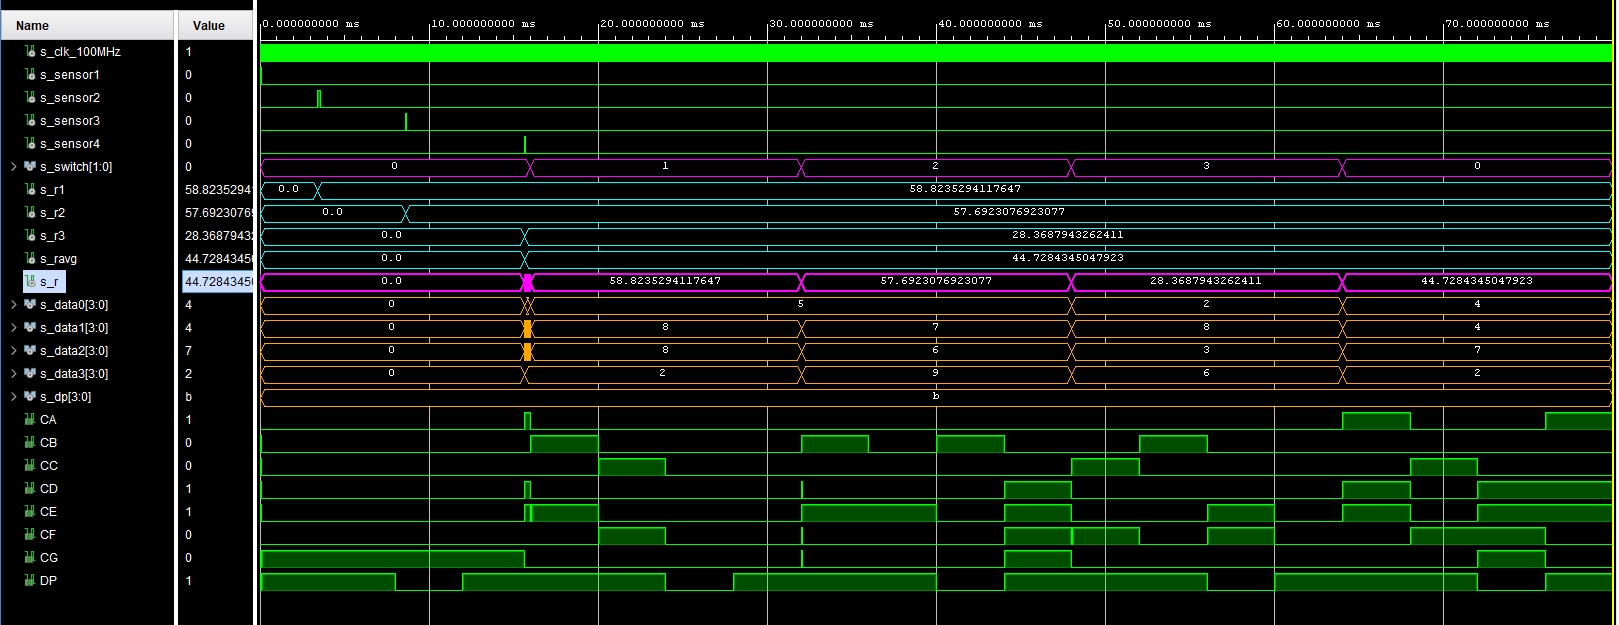 Name Value 0.000000000 ms 10.000000000 ms 20.000000000 ms 30.000000000 ms 40.000000000 ms 50.000000000 ms 60.000000000 ms 70.000000000 ms
s_clk_100MHz 1
s_sensor1 0
s_sensor2 0
s_sensor3 0
s_sensor4 0
s_switch[1:0] 0 0 1 2 3 0
s_r1 58.8235294 0.0 58.8235294117647
s_r2 57.6923076 0.0 57.6923076923077
s_r3 28.3687943 0.0 28.3687943262411
s_ravg 44.7284345 0.0 44.7284345047923
s_r 44.7284345 0.0 58.8235294117647 57.6923076923077 28.3687943262411 44.7284345047923
s_data0[3:0] 4 0 5 2 4
s_data1[3:0] 4 0 8 7 8 4
s_data2[3:0] 7 0 8 6 3 7
s_data3[3:0] 2 0 2 9 6 2
s_dp[3:0] b b
CA 1
CB 0
CC 0
CD 1
CE 1
CF 0
CG 0
DP 1